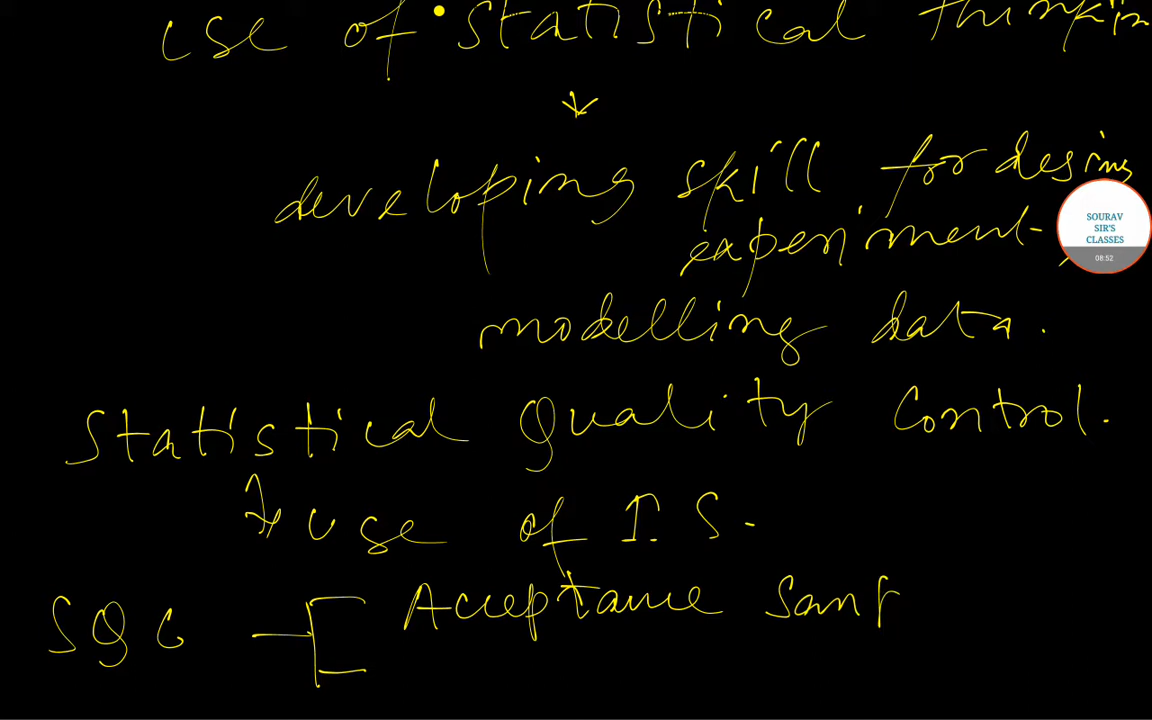 use of statistical thinkin
developing skill for desing
experiment
modelling data.
Statistical Quality Control.
use of I. S.
SQC
Acceptance Samp
SOURAV
SIR'S
CLASSES
08:52